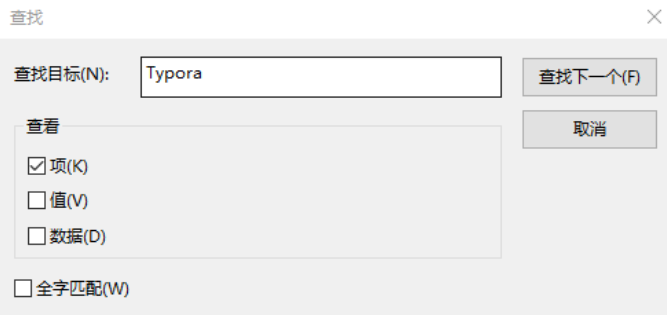 查找
查找目标(N): Typora 查找下一个(F)
查看 取消
项(K)
值(V)
数据(D)
全字匹配(W)